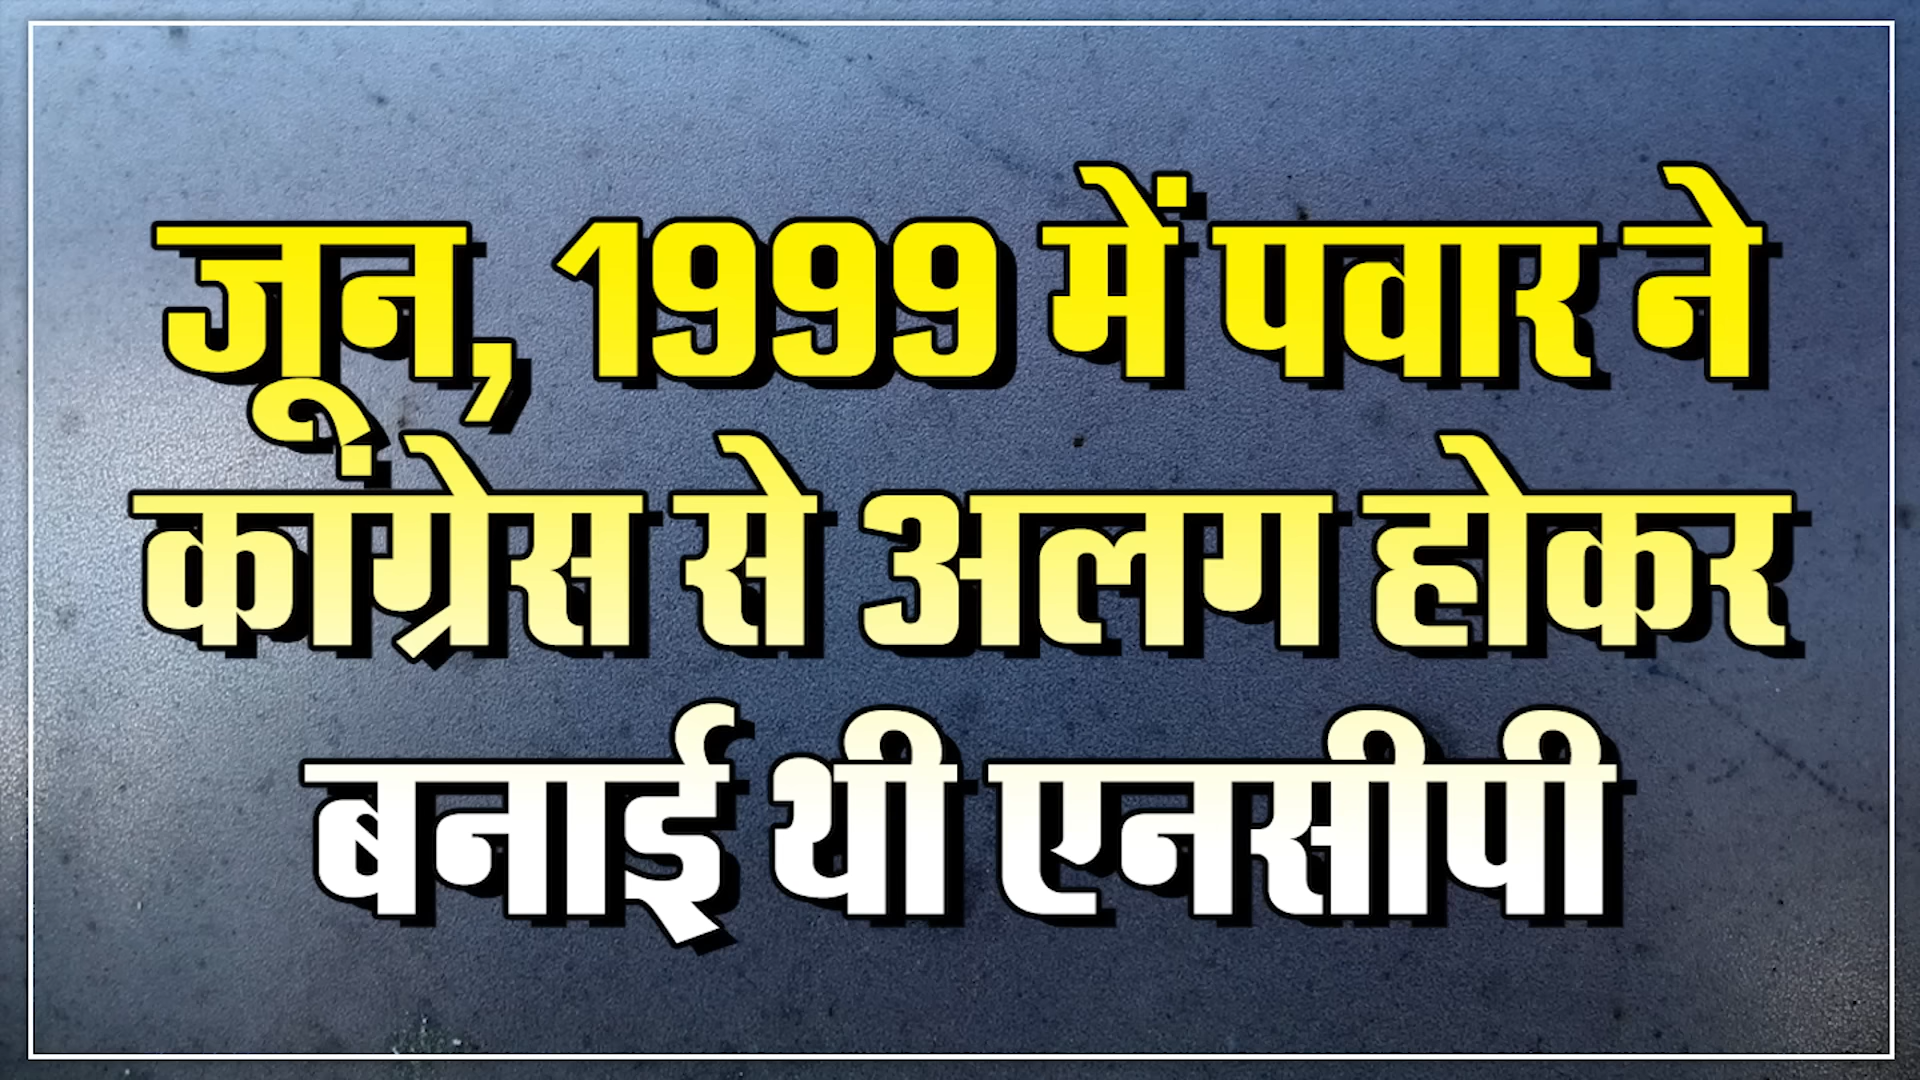 जून, 1999 में पवार ने
कांग्रेस से अलग होकर
बनाई थी एनसीपी